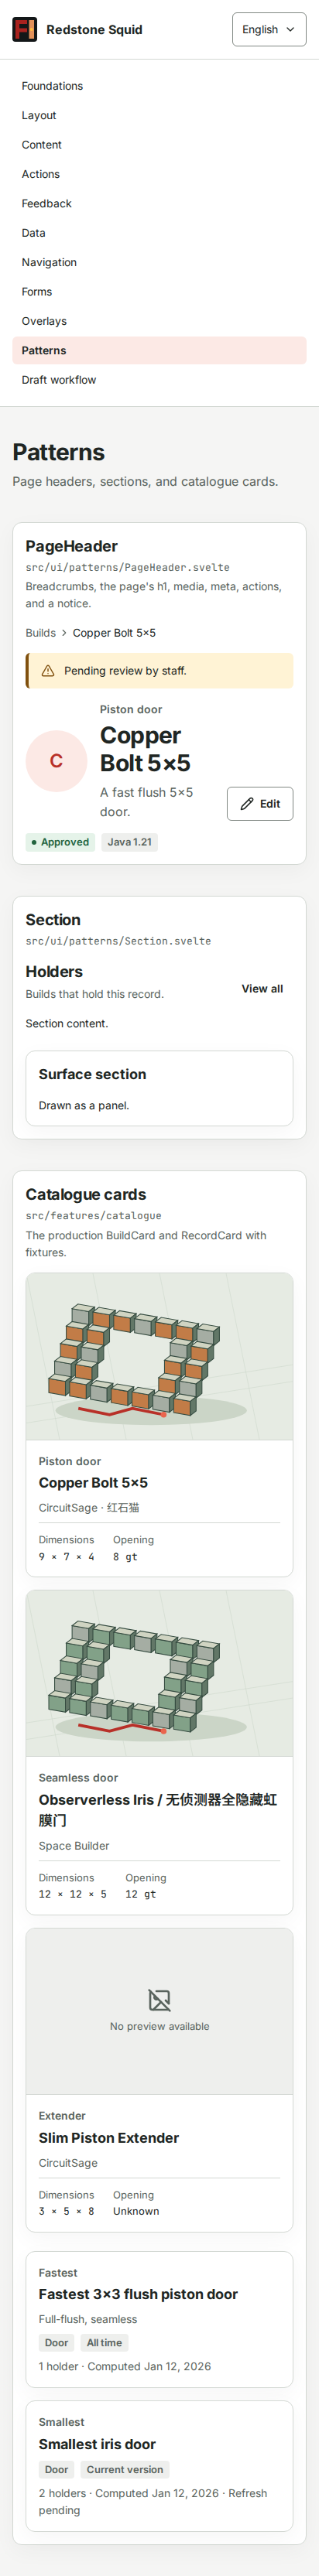 Redstone Squid
English
Foundations
Layout
Content
Actions
Feedback
Data
Navigation
Forms
Overlays
Patterns
Draft workflow
Patterns
Page headers, sections, and catalogue cards.
PageHeader
src/ui/patterns/PageHeader.svelte
Breadcrumbs, the page's h1, media, meta, actions,
and a notice.
Builds > Copper Bolt 5×5
Pending review by staff.
Piston door
C
Copper
Bolt 5×5
A fast flush 5×5
door.
Edit
Approved Java 1.21
Section
src/ui/patterns/Section.svelte
Holders
Builds that hold this record.
View all
Section content.
Surface section
Drawn as a panel.
Catalogue cards
src/features/catalogue
The production BuildCard and RecordCard with
fixtures.
Piston door
Copper Bolt 5×5
CircuitSage · 红石猫
Dimensions Opening
9 × 7 × 4 8 gt
Seamless door
Observerless Iris / 无侦测器全隐藏虹
膜门
Space Builder
Dimensions Opening
12 × 12 × 5 12 gt
No preview available
Extender
Slim Piston Extender
CircuitSage
Dimensions Opening
3 × 5 × 8 Unknown
Fastest
Fastest 3×3 flush piston door
Full-flush, seamless
Door All time
1 holder · Computed Jan 12, 2026
Smallest
Smallest iris door
Door Current version
2 holders · Computed Jan 12, 2026 · Refresh
pending